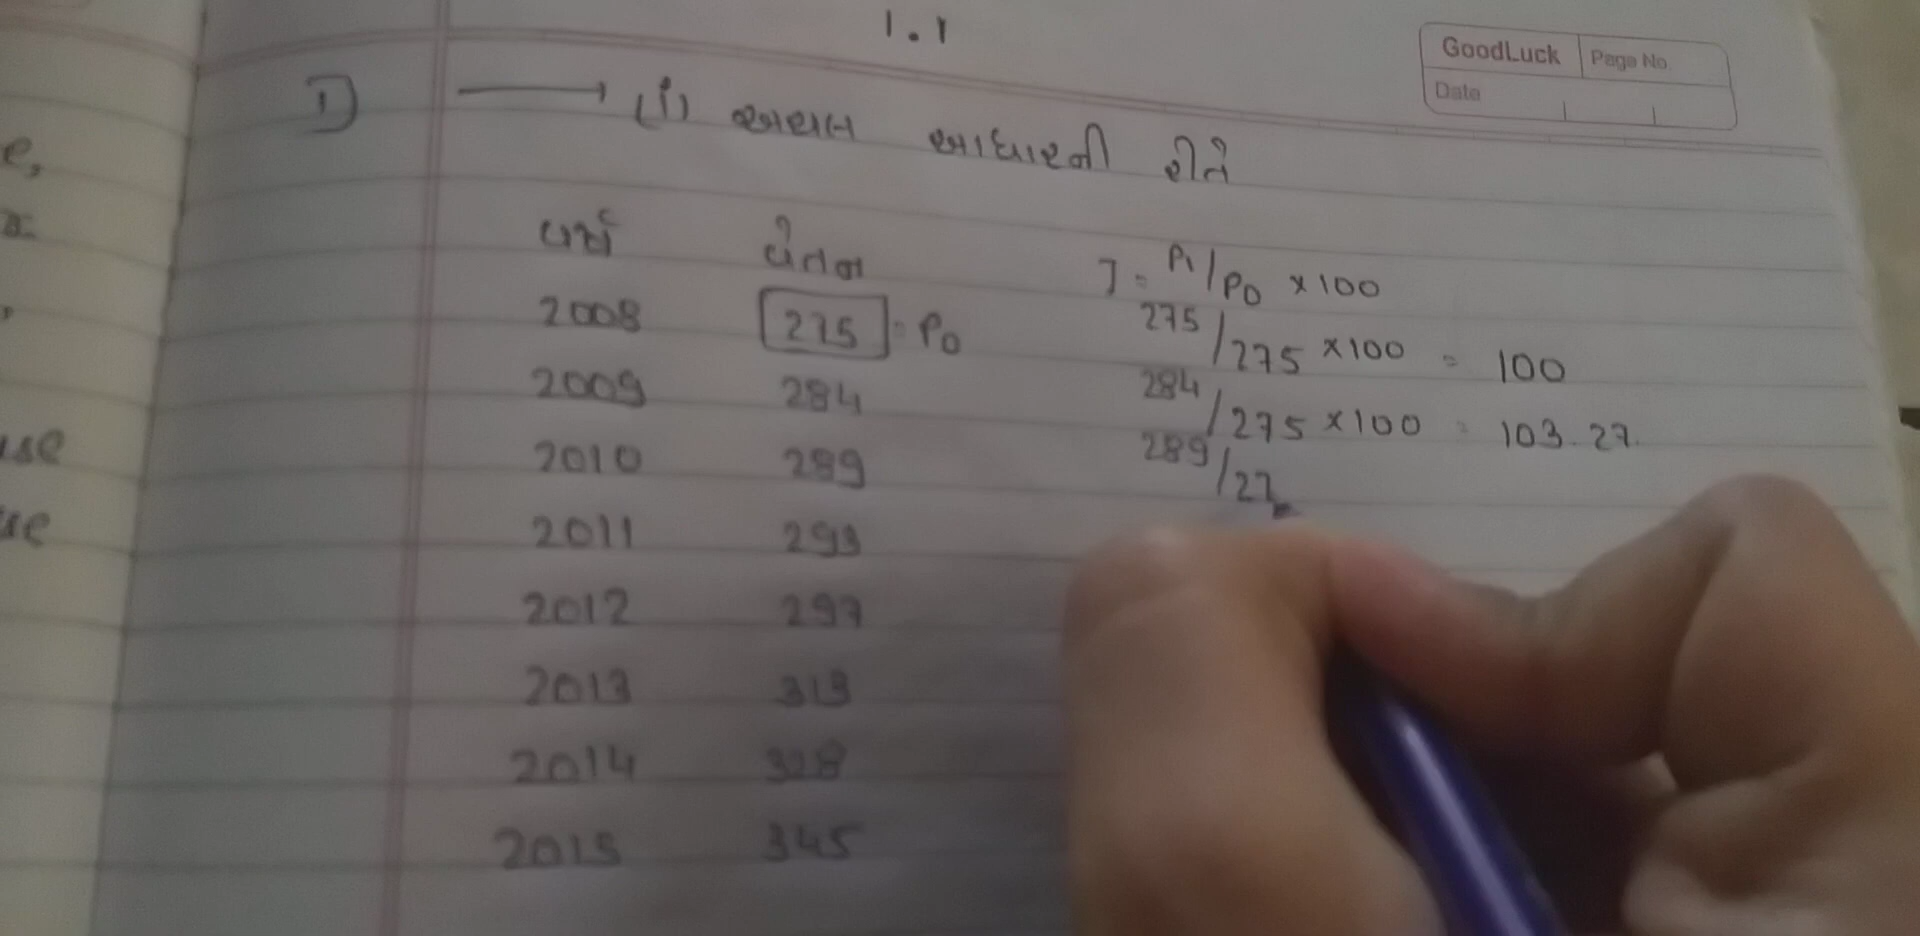 1.1
GoodLuck Page No
Date
1) → (i) અચલ આધારની રીતે
વર્ષ વેતન I = P1/P0 × 100
2008 275 = P0 275/275 ×100 = 100
2009 284 284/275 ×100 = 103.27
2010 289 289/27
2011 293
2012 297
2013 313
2014 328
2015 345